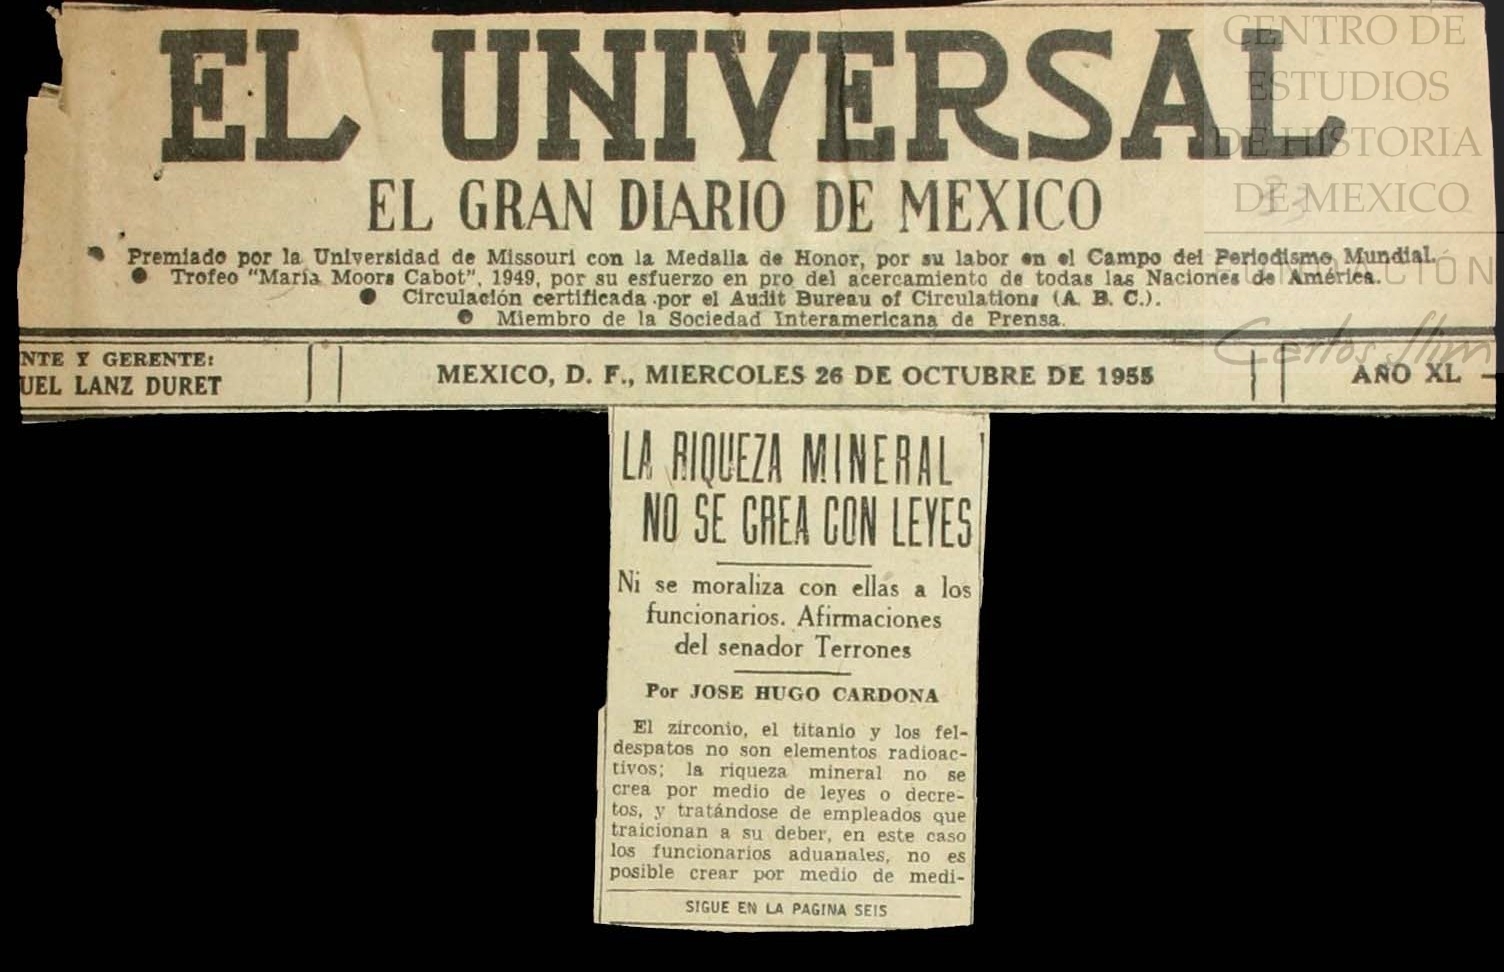 EL UNIVERSAL
EL GRAN DIARIO DE MEXICO
● Premiado por la Universidad de Missouri con la Medalla de Honor, por su labor en el Campo del Periodismo Mundial.
● Trofeo "María Moors Cabot", 1949, por su esfuerzo en pro del acercamiento de todas las Naciones de América.
● Circulación certificada por el Audit Bureau of Circulations (A. B. C.).
● Miembro de la Sociedad Interamericana de Prensa.
NTE Y GERENTE:
UEL LANZ DURET
MEXICO, D. F., MIERCOLES 26 DE OCTUBRE DE 1955
AÑO XL
LA RIQUEZA MINERAL
NO SE CREA CON LEYES
Ni se moraliza con ellas a los
funcionarios. Afirmaciones
del senador Terrones
Por JOSE HUGO CARDONA
El zirconio, el titanio y los fel-
despatos no son elementos radioac-
tivos; la riqueza mineral no se
crea por medio de leyes o decre-
tos, y tratándose de empleados que
traicionan a su deber, en este caso
los funcionarios aduanales, no es
posible crear por medio de medi-
SIGUE EN LA PAGINA SEIS
CENTRO DE
ESTUDIOS
DE HISTORIA
DE MEXICO
Carlos Slim